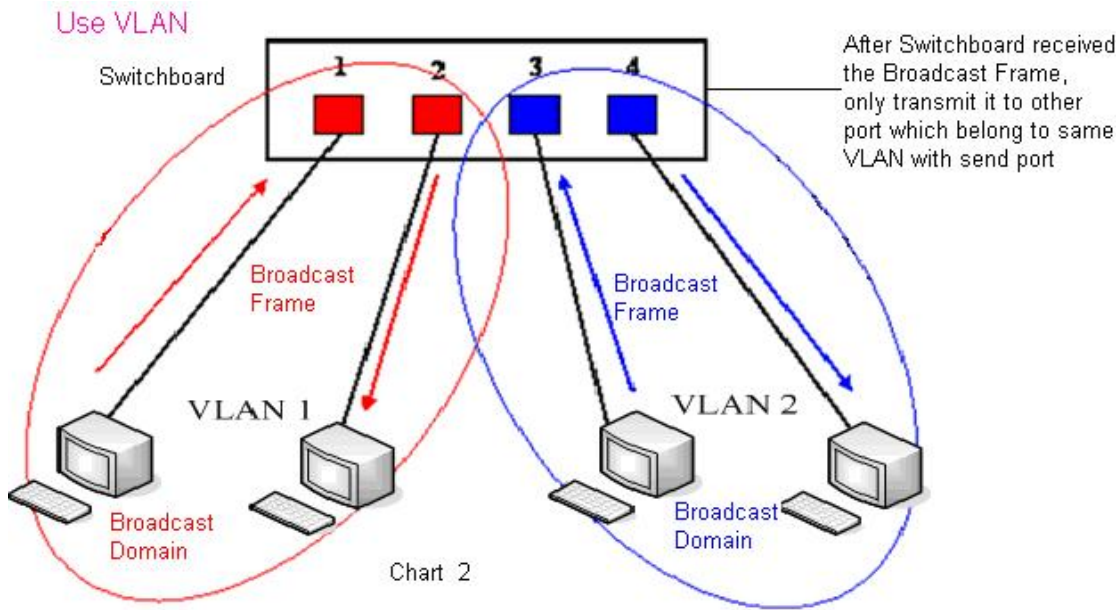 Use VLAN
Switchboard
1 2 3 4
After Switchboard received
the Broadcast Frame,
only transmit it to other
port which belong to same
VLAN with send port
Broadcast
Frame
Broadcast
Frame
VLAN 1
VLAN 2
Broadcast
Domain
Broadcast
Domain
Chart 2